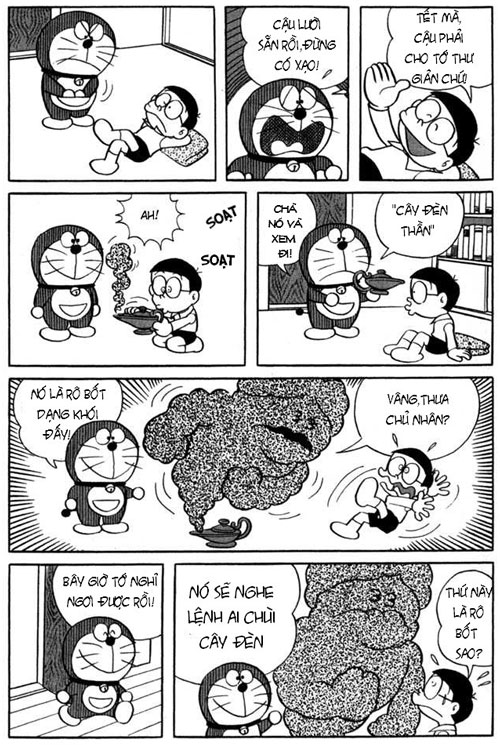 TẾT MÀ,
CẬU PHẢI
CHO TỚ THƯ
GIẢN CHỨ!
CẬU LƯỜI
SẴN RỒI, ĐỪNG
CÓ XẠO!
"CÂY ĐÈN
THẦN"
CHÀ
NÓ VÀ
XEM
ĐI!
SOẠT
SOẠT
AH!
VÂNG, THƯA
CHỦ NHÂN?
NÓ LÀ RÔ BỐT
DẠNG KHÓI
ĐẤY!
THỨ NÀY
LÀ RÔ
BỐT
SAO?
NÓ SẼ NGHE
LỆNH AI CHÙI
CÂY ĐÈN
BÂY GIỜ TỚ NGHỈ
NGƠI ĐƯỢC RỒI!